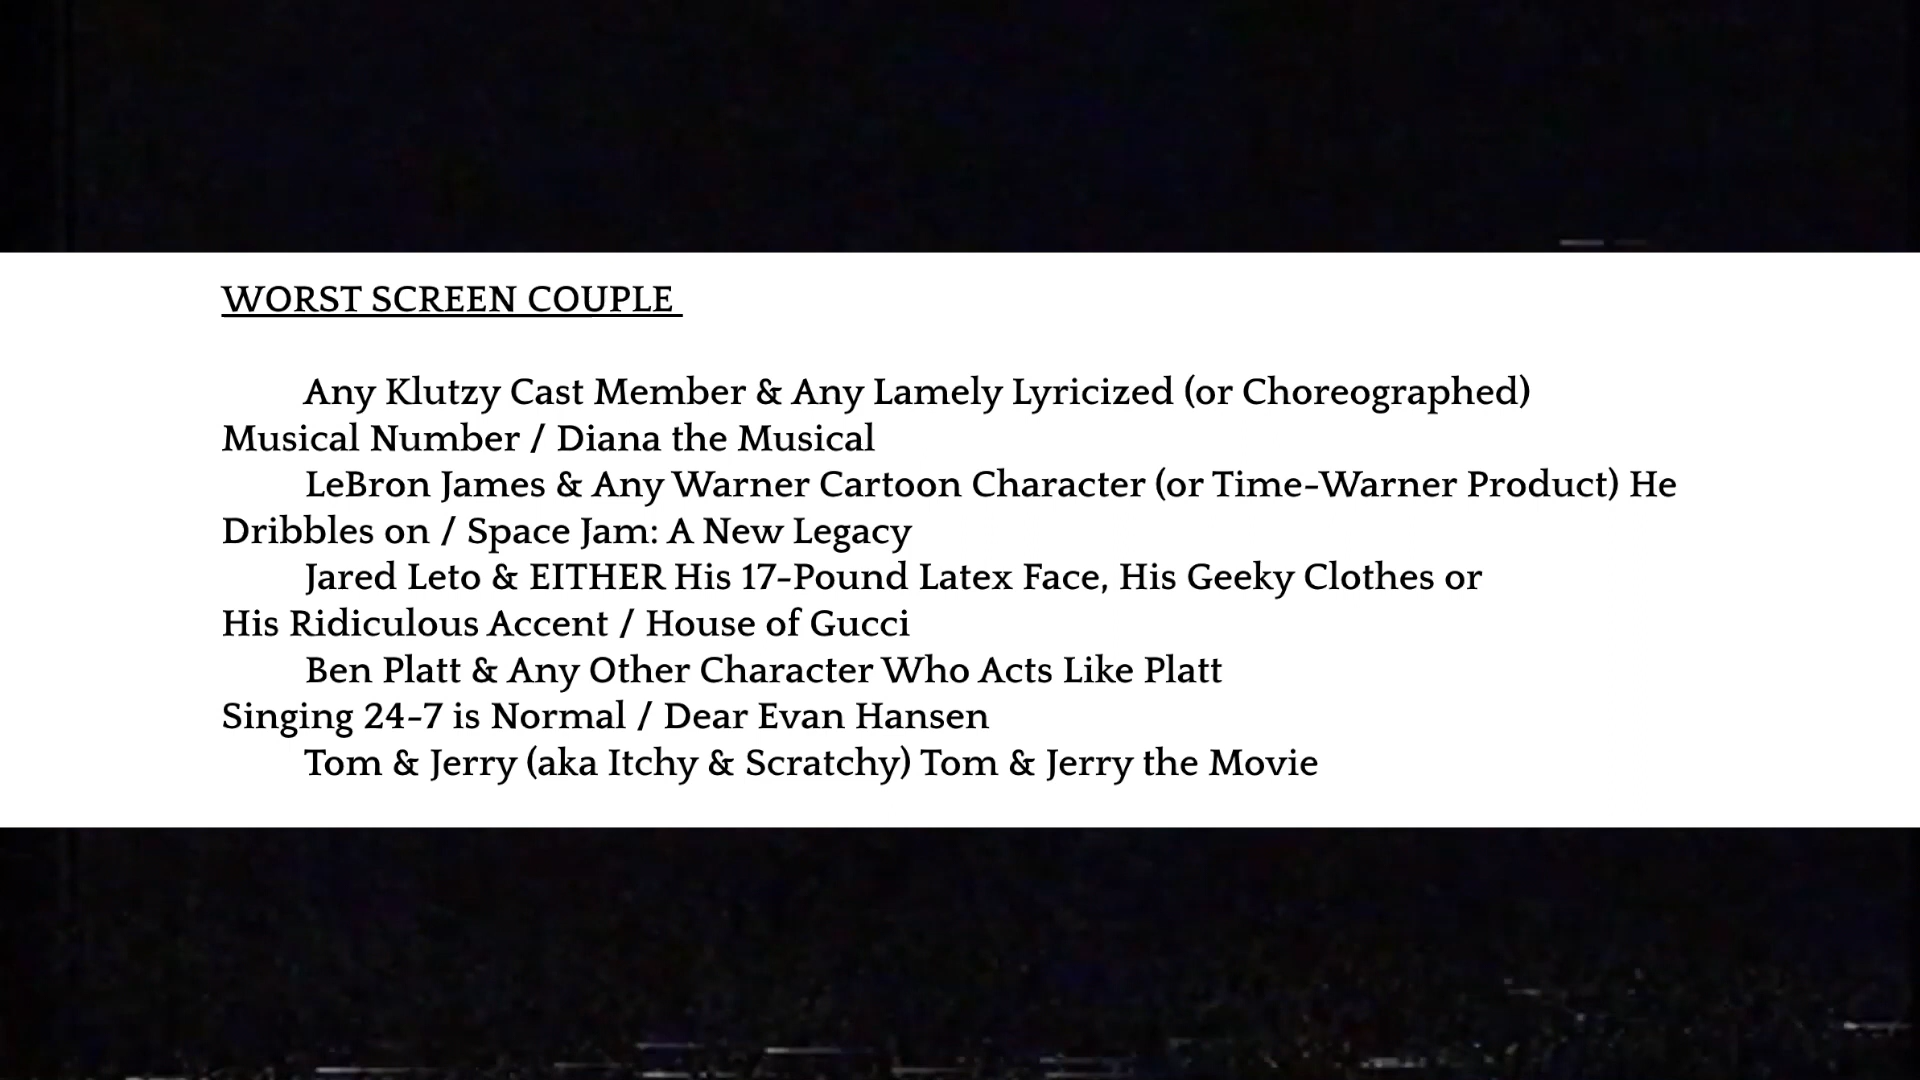 WORST SCREEN COUPLE
Any Klutzy Cast Member & Any Lamely Lyricized (or Choreographed)
Musical Number / Diana the Musical
LeBron James & Any Warner Cartoon Character (or Time-Warner Product) He
Dribbles on / Space Jam: A New Legacy
Jared Leto & EITHER His 17-Pound Latex Face, His Geeky Clothes or
His Ridiculous Accent / House of Gucci
Ben Platt & Any Other Character Who Acts Like Platt
Singing 24-7 is Normal / Dear Evan Hansen
Tom & Jerry (aka Itchy & Scratchy) Tom & Jerry the Movie